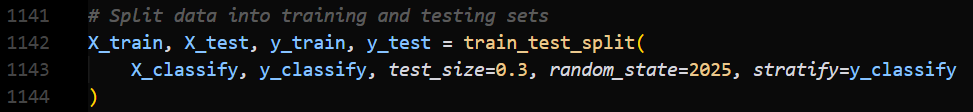 1141 # Split data into training and testing sets
1142 X_train, X_test, y_train, y_test = train_test_split(
1143     X_classify, y_classify, test_size=0.3, random_state=2025, stratify=y_classify
1144 )